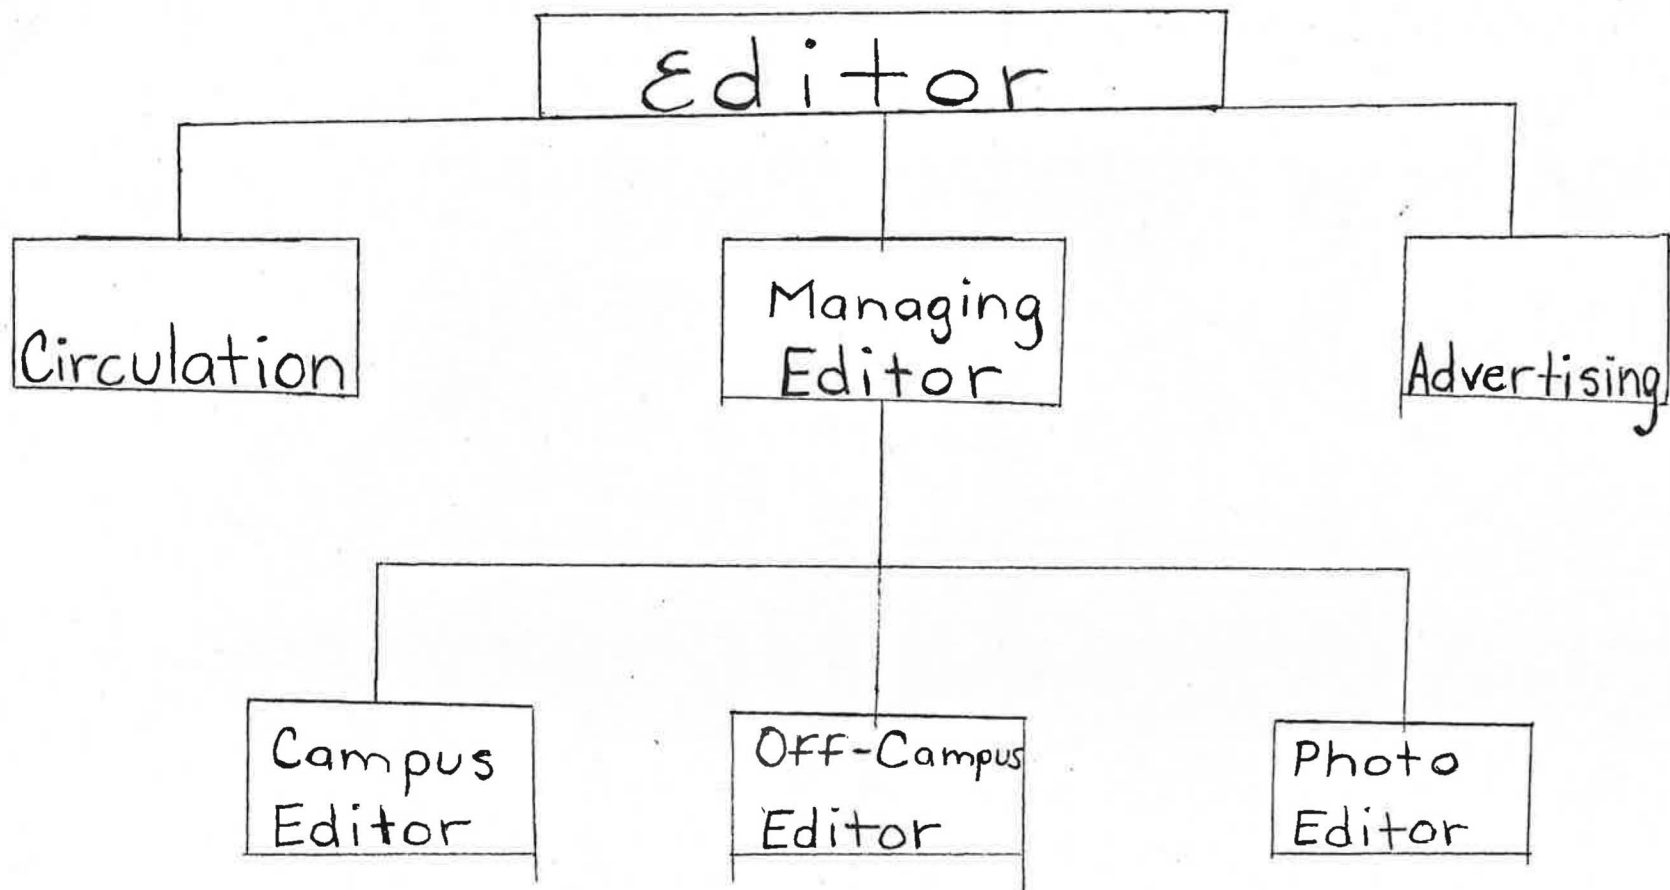 Editor
Circulation
Managing
Editor
Advertising
Campus
Editor
Off-Campus
Editor
Photo
Editor